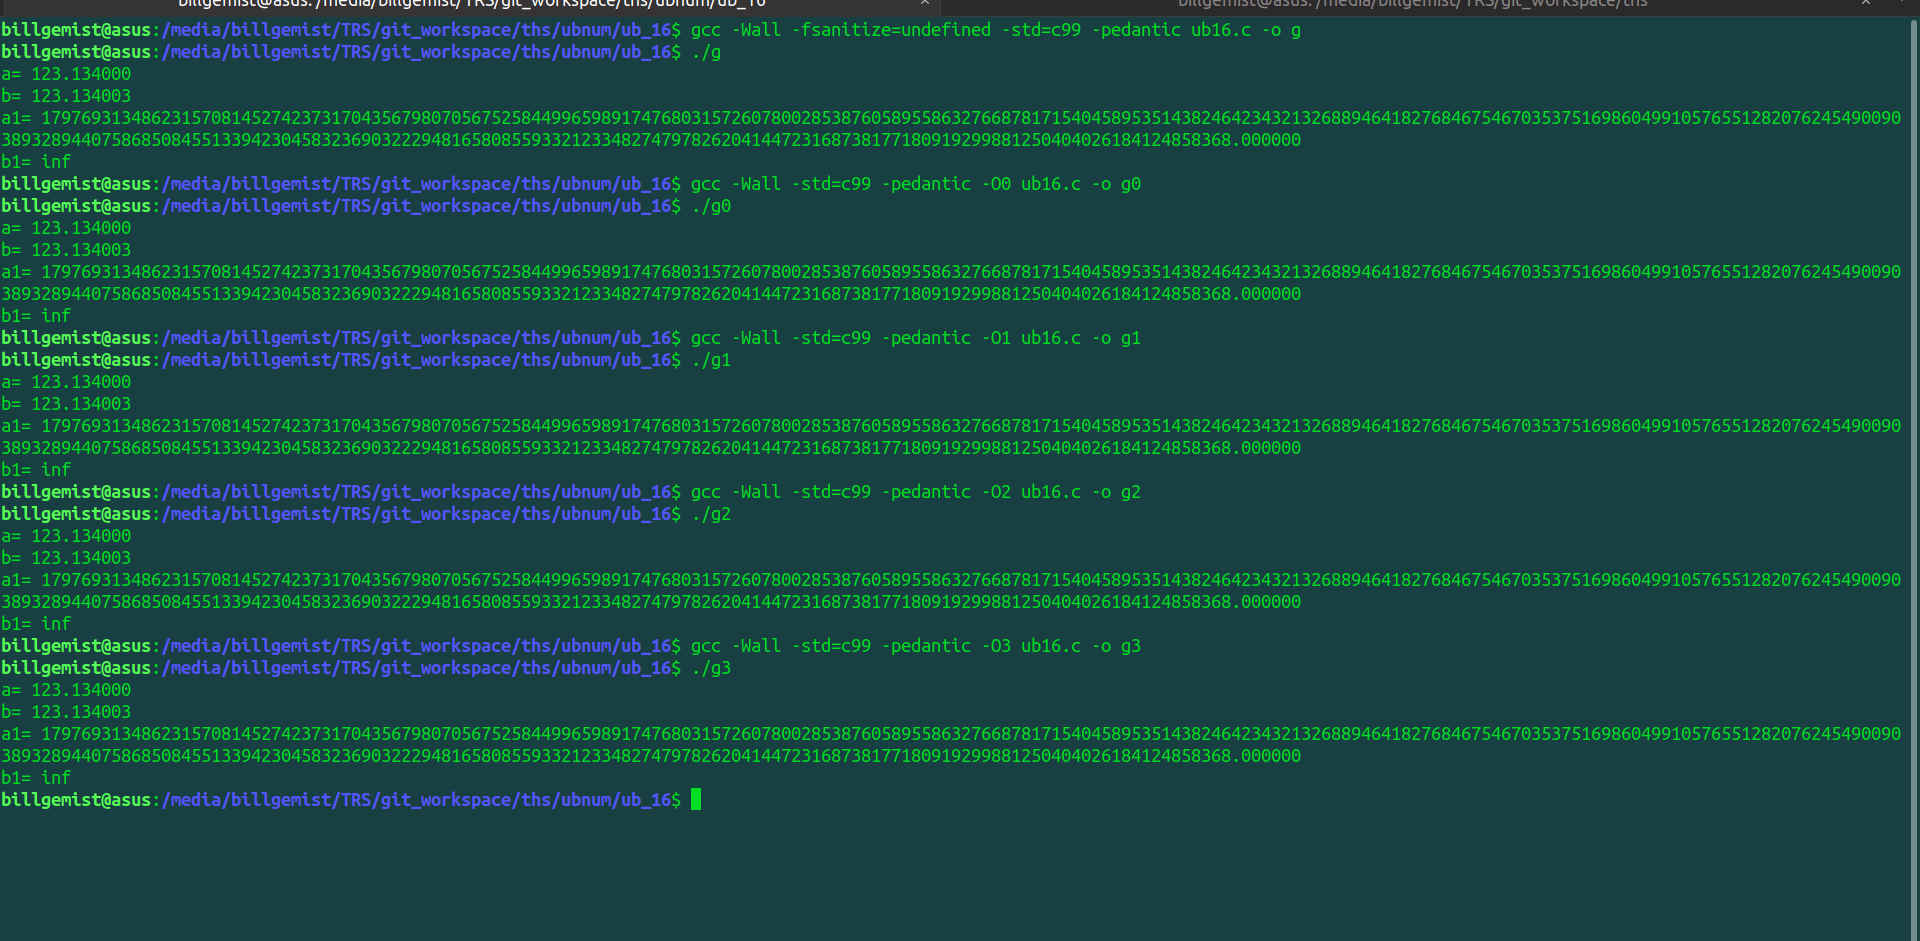 billgemist@asus: /media/billgemist/TRS/git_workspace/ths/ubnum/ub_16 × billgemist@asus: /media/billgemist/TRS/git_workspace/ths ×
billgemist@asus:/media/billgemist/TRS/git_workspace/ths/ubnum/ub_16$ gcc -Wall -fsanitize=undefined -std=c99 -pedantic ub16.c -o g
billgemist@asus:/media/billgemist/TRS/git_workspace/ths/ubnum/ub_16$ ./g
a= 123.134000
b= 123.134003
a1= 179769313486231570814527423731704356798070567525844996598917476803157260780028538760589558632766878171540458953514382464234321326889464182768467546703537516986049910576551282076245490090
389328944075868508455133942304583236903222948165808559332123348274797826204144723168738177180919299881250404026184124858368.000000
b1= inf
billgemist@asus:/media/billgemist/TRS/git_workspace/ths/ubnum/ub_16$ gcc -Wall -std=c99 -pedantic -O0 ub16.c -o g0
billgemist@asus:/media/billgemist/TRS/git_workspace/ths/ubnum/ub_16$ ./g0
a= 123.134000
b= 123.134003
a1= 179769313486231570814527423731704356798070567525844996598917476803157260780028538760589558632766878171540458953514382464234321326889464182768467546703537516986049910576551282076245490090
389328944075868508455133942304583236903222948165808559332123348274797826204144723168738177180919299881250404026184124858368.000000
b1= inf
billgemist@asus:/media/billgemist/TRS/git_workspace/ths/ubnum/ub_16$ gcc -Wall -std=c99 -pedantic -O1 ub16.c -o g1
billgemist@asus:/media/billgemist/TRS/git_workspace/ths/ubnum/ub_16$ ./g1
a= 123.134000
b= 123.134003
a1= 179769313486231570814527423731704356798070567525844996598917476803157260780028538760589558632766878171540458953514382464234321326889464182768467546703537516986049910576551282076245490090
389328944075868508455133942304583236903222948165808559332123348274797826204144723168738177180919299881250404026184124858368.000000
b1= inf
billgemist@asus:/media/billgemist/TRS/git_workspace/ths/ubnum/ub_16$ gcc -Wall -std=c99 -pedantic -O2 ub16.c -o g2
billgemist@asus:/media/billgemist/TRS/git_workspace/ths/ubnum/ub_16$ ./g2
a= 123.134000
b= 123.134003
a1= 179769313486231570814527423731704356798070567525844996598917476803157260780028538760589558632766878171540458953514382464234321326889464182768467546703537516986049910576551282076245490090
389328944075868508455133942304583236903222948165808559332123348274797826204144723168738177180919299881250404026184124858368.000000
b1= inf
billgemist@asus:/media/billgemist/TRS/git_workspace/ths/ubnum/ub_16$ gcc -Wall -std=c99 -pedantic -O3 ub16.c -o g3
billgemist@asus:/media/billgemist/TRS/git_workspace/ths/ubnum/ub_16$ ./g3
a= 123.134000
b= 123.134003
a1= 179769313486231570814527423731704356798070567525844996598917476803157260780028538760589558632766878171540458953514382464234321326889464182768467546703537516986049910576551282076245490090
389328944075868508455133942304583236903222948165808559332123348274797826204144723168738177180919299881250404026184124858368.000000
b1= inf
billgemist@asus:/media/billgemist/TRS/git_workspace/ths/ubnum/ub_16$